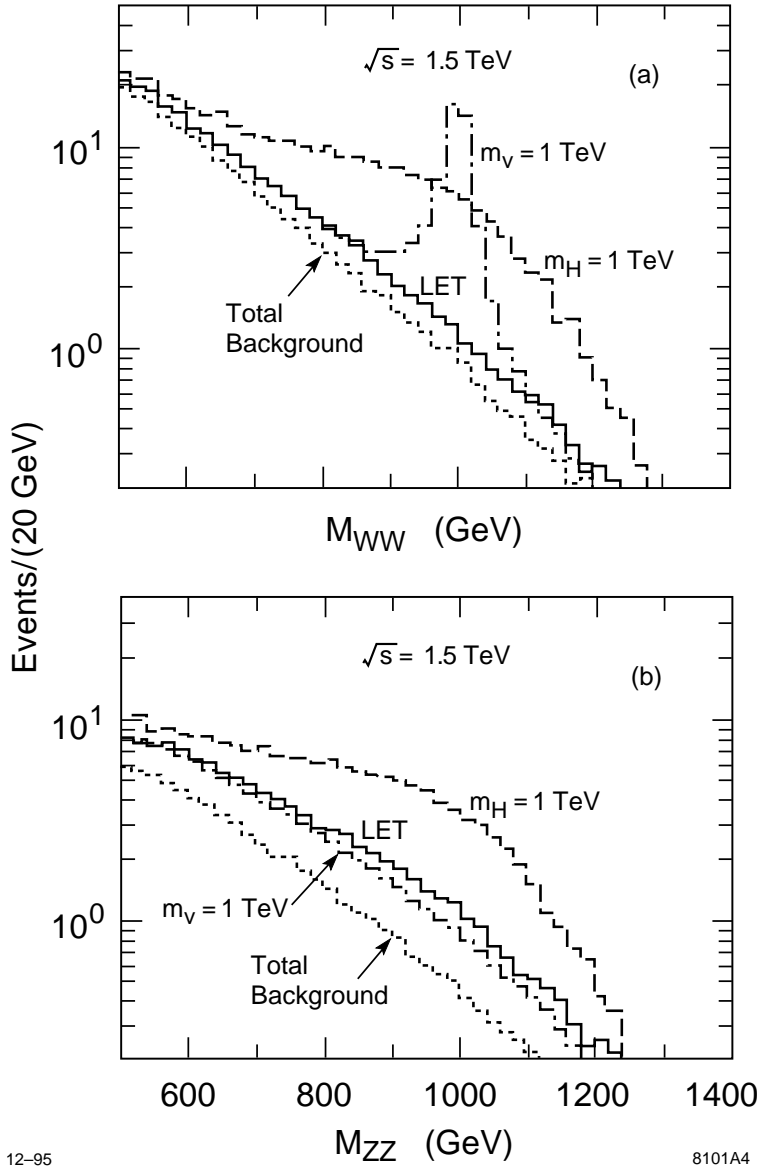 √s = 1.5 TeV
(a)
10¹
m_V = 1 TeV
m_H = 1 TeV
LET
Total
Background
10⁰
Events/(20 GeV)
M_WW (GeV)
√s = 1.5 TeV
(b)
10¹
m_H = 1 TeV
LET
m_V = 1 TeV
10⁰
Total
Background
600 800 1000 1200 1400
M_ZZ (GeV)
12–95 8101A4